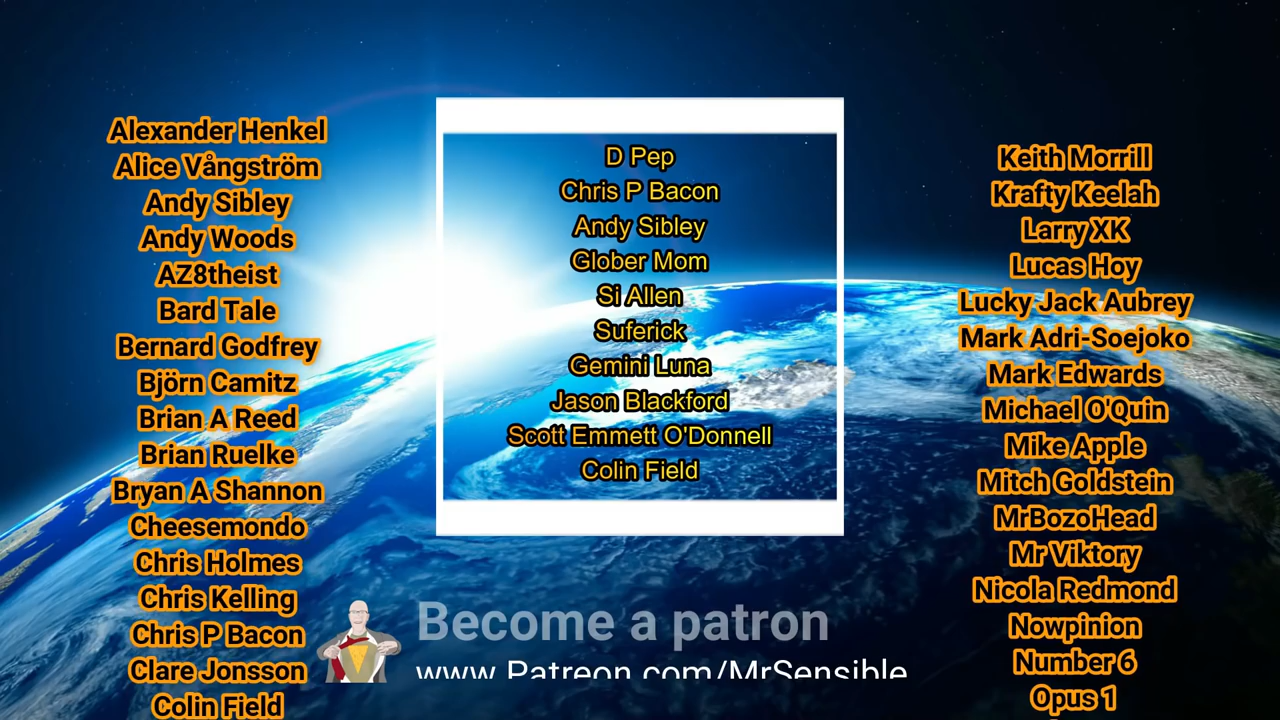 Alexander Henkel
Alice Vångström
Andy Sibley
Andy Woods
AZ8theist
Bard Tale
Bernard Godfrey
Björn Camitz
Brian A Reed
Brian Ruelke
Bryan A Shannon
Cheesemondo
Chris Holmes
Chris Kelling
Chris P Bacon
Clare Jonsson
Colin Field
D Pep
Chris P Bacon
Andy Sibley
Glober Mom
Si Allen
Suferick
Gemini Luna
Jason Blackford
Scott Emmett O'Donnell
Colin Field
Become a patron
www.Patreon.com/MrSensible
Keith Morrill
Krafty Keelah
Larry XK
Lucas Hoy
Lucky Jack Aubrey
Mark Adri-Soejoko
Mark Edwards
Michael O'Quin
Mike Apple
Mitch Goldstein
MrBozoHead
Mr Viktory
Nicola Redmond
Nowpinion
Number 6
Opus 1